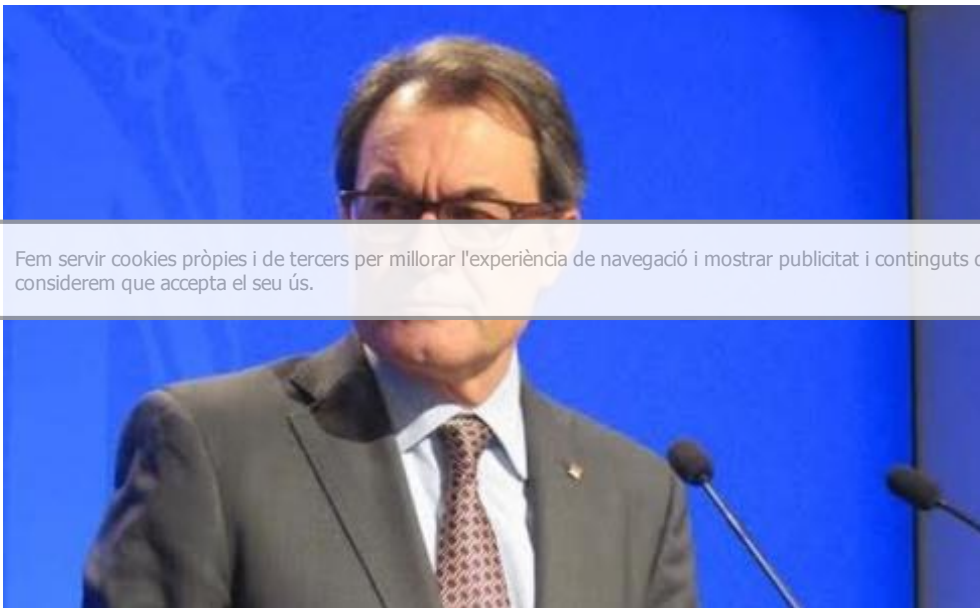 Fem servir cookies pròpies i de tercers per millorar l'experiència de navegació i mostrar publicitat i continguts
considerem que accepta el seu ús.